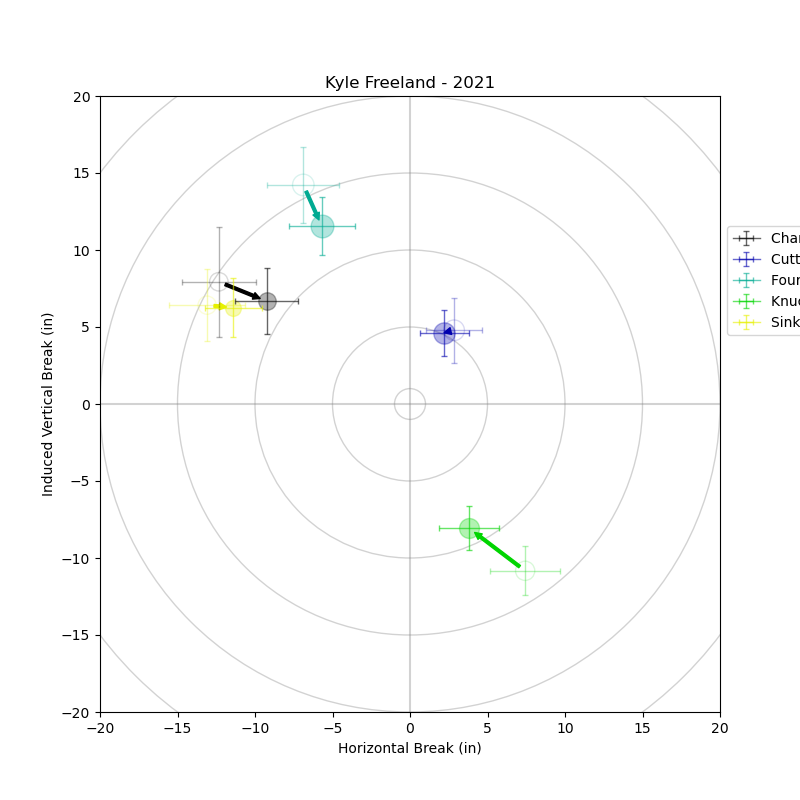 Kyle Freeland - 2021
20
15
10
5
0
−5
−10
−15
−20
Induced Vertical Break (in)
−20 −15 −10 −5 0 5 10 15 20
Horizontal Break (in)
Char
Cutt
Four
Knuc
Sink